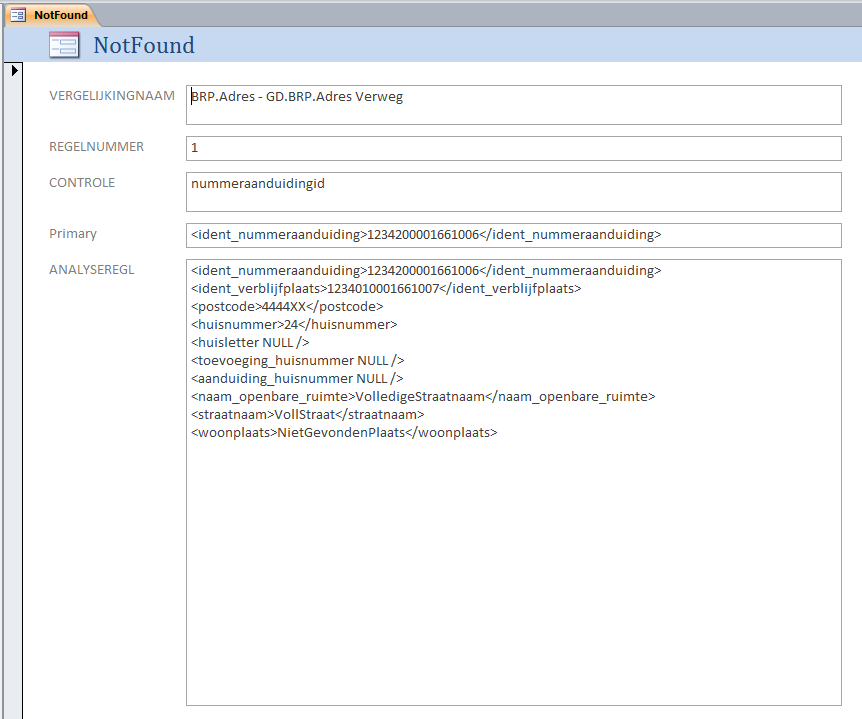 NotFound
NotFound
VERGELIJKINGNAAM BRP.Adres - GD.BRP.Adres Verweg
REGELNUMMER 1
CONTROLE nummeraanduidingid
Primary <ident_nummeraanduiding>1234200001661006</ident_nummeraanduiding>
ANALYSEREGL <ident_nummeraanduiding>1234200001661006</ident_nummeraanduiding>
<ident_verblijfplaats>1234010001661007</ident_verblijfplaats>
<postcode>4444XX</postcode>
<huisnummer>24</huisnummer>
<huisletter NULL />
<toevoeging_huisnummer NULL />
<aanduiding_huisnummer NULL />
<naam_openbare_ruimte>VolledigeStraatnaam</naam_openbare_ruimte>
<straatnaam>VollStraat</straatnaam>
<woonplaats>NietGevondenPlaats</woonplaats>